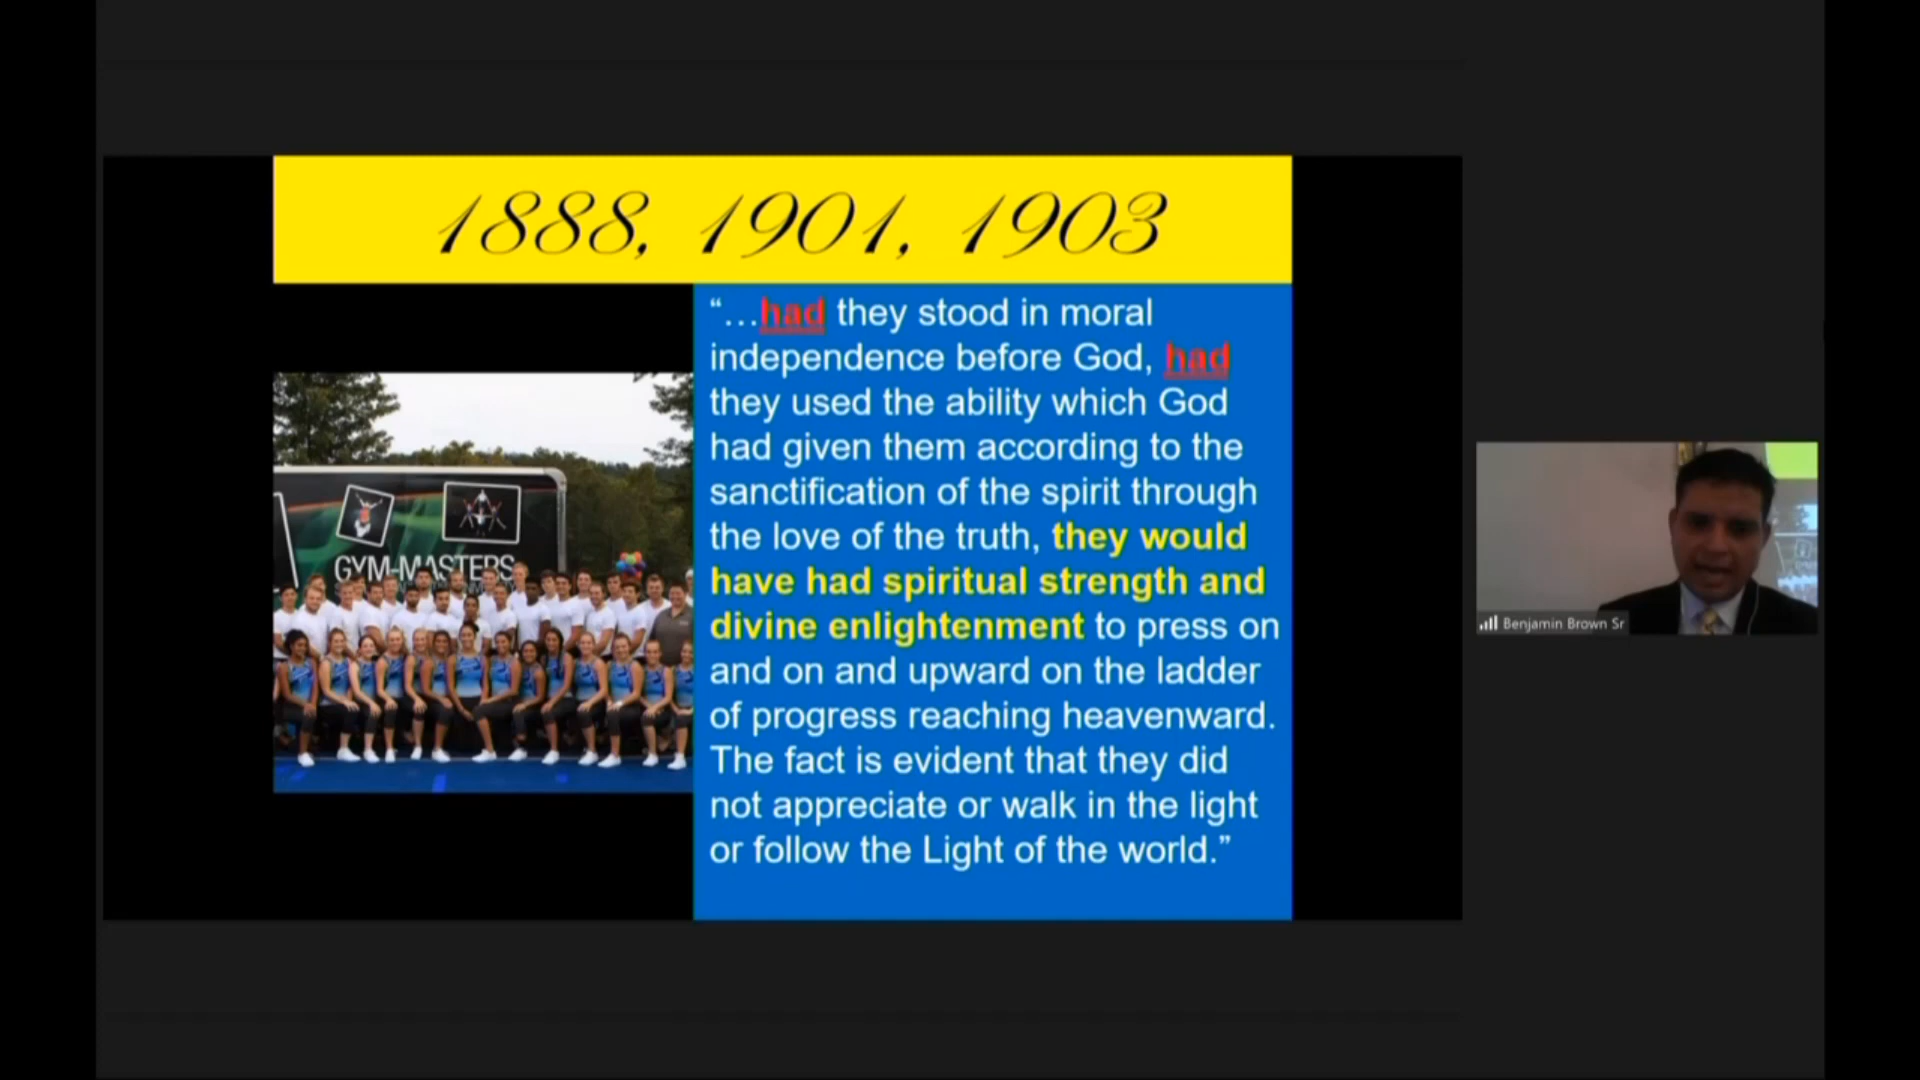 1888, 1901, 1903
“…had they stood in moral
independence before God, had
they used the ability which God
had given them according to the
sanctification of the spirit through
the love of the truth, they would
have had spiritual strength and
divine enlightenment to press on
and on and upward on the ladder
of progress reaching heavenward.
The fact is evident that they did
not appreciate or walk in the light
or follow the Light of the world.”
GYM-MASTERS
Benjamin Brown Sr